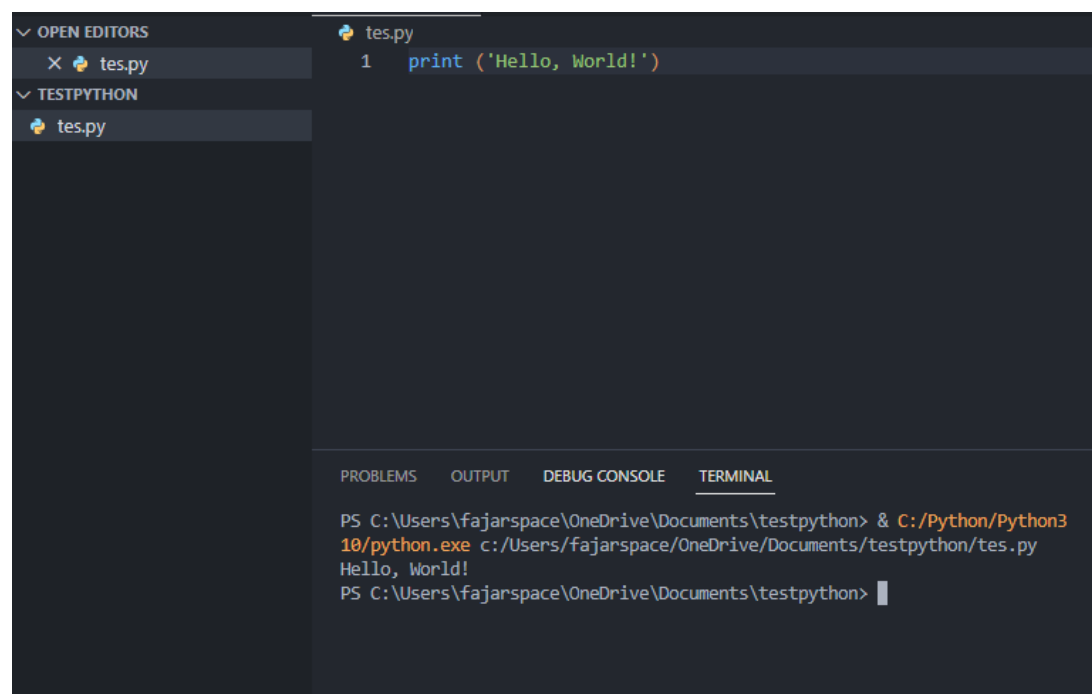 OPEN EDITORS
tes.py
TESTPYTHON
tes.py
tes.py
1 print ('Hello, World!')
PROBLEMS OUTPUT DEBUG CONSOLE TERMINAL
PS C:\Users\fajarspace\OneDrive\Documents\testpython> & C:/Python/Python3
10/python.exe c:/Users/fajarspace/OneDrive/Documents/testpython/tes.py
Hello, World!
PS C:\Users\fajarspace\OneDrive\Documents\testpython>